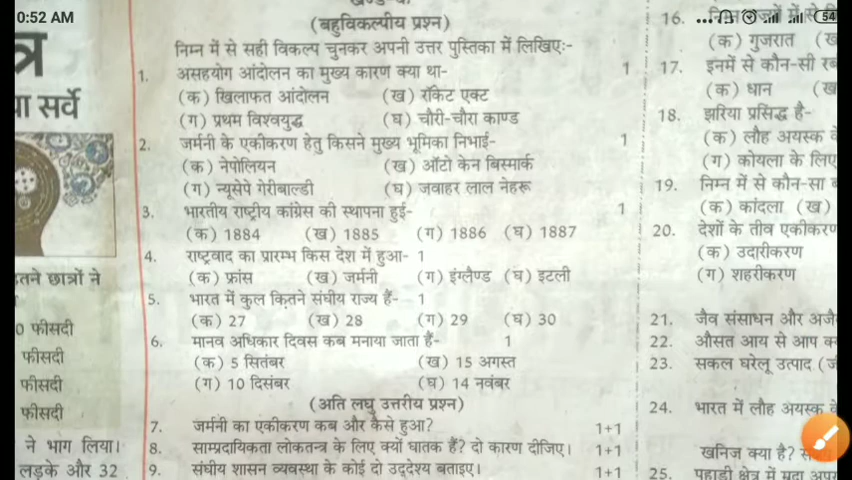 0:52 AM
54
त्र
सर्वे
इतने छात्रों ने
0 फीसदी
फीसदी
फीसदी
फीसदी
ने भाग लिया।
लड़के और 32
(बहुविकल्पीय प्रश्न)
निम्न में से सही विकल्प चुनकर अपनी उत्तर पुस्तिका में लिखिए:-
1. असहयोग आंदोलन का मुख्य कारण क्या था- 1
(क) खिलाफत आंदोलन (ख) रॉकेट एक्ट
(ग) प्रथम विश्वयुद्ध (घ) चौरी-चौरा काण्ड
2. जर्मनी के एकीकरण हेतु किसने मुख्य भूमिका निभाई- 1
(क) नेपोलियन (ख) ऑटो केन बिस्मार्क
(ग) न्यूसेपे गेरीबाल्डी (घ) जवाहर लाल नेहरू
3. भारतीय राष्ट्रीय कांग्रेस की स्थापना हुई- 1
(क) 1884 (ख) 1885 (ग) 1886 (घ) 1887
4. राष्ट्रवाद का प्रारम्भ किस देश में हुआ- 1
(क) फ्रांस (ख) जर्मनी (ग) इंग्लैण्ड (घ) इटली
5. भारत में कुल कितने संघीय राज्य हैं- 1
(क) 27 (ख) 28 (ग) 29 (घ) 30
6. मानव अधिकार दिवस कब मनाया जाता हैं- 1
(क) 5 सितंबर (ख) 15 अगस्त
(ग) 10 दिसंबर (घ) 14 नवंबर
(अति लघु उत्तरीय प्रश्न)
7. जर्मनी का एकीकरण कब और कैसे हुआ? 1+1
8. साम्प्रदायिकता लोकतन्त्र के लिए क्यों घातक हैं? दो कारण दीजिए। 1+1
9. संघीय शासन व्यवस्था के कोई दो उद्देश्य बताइए। 1+1
16.
(क) गुजरात (ख
17. इनमें से कौन-सी
(क) धान (ख
18. झरिया प्रसिद्ध है-
(क) लौह अयस्क
(ग) कोयला के लिए
19. निम्न में से कौन-सा
(क) कांदला (ख)
20. देशों के तीव एकीकरण
(क) उदारीकरण
(ग) शहरीकरण
21. जैव संसाधन और
22. औसत आय से आप
23. सकल घरेलू उत्पाद
24. भारत में लौह अयस्क
खनिज क्या है?
25. पहाड़ी क्षेत्र में मृदा